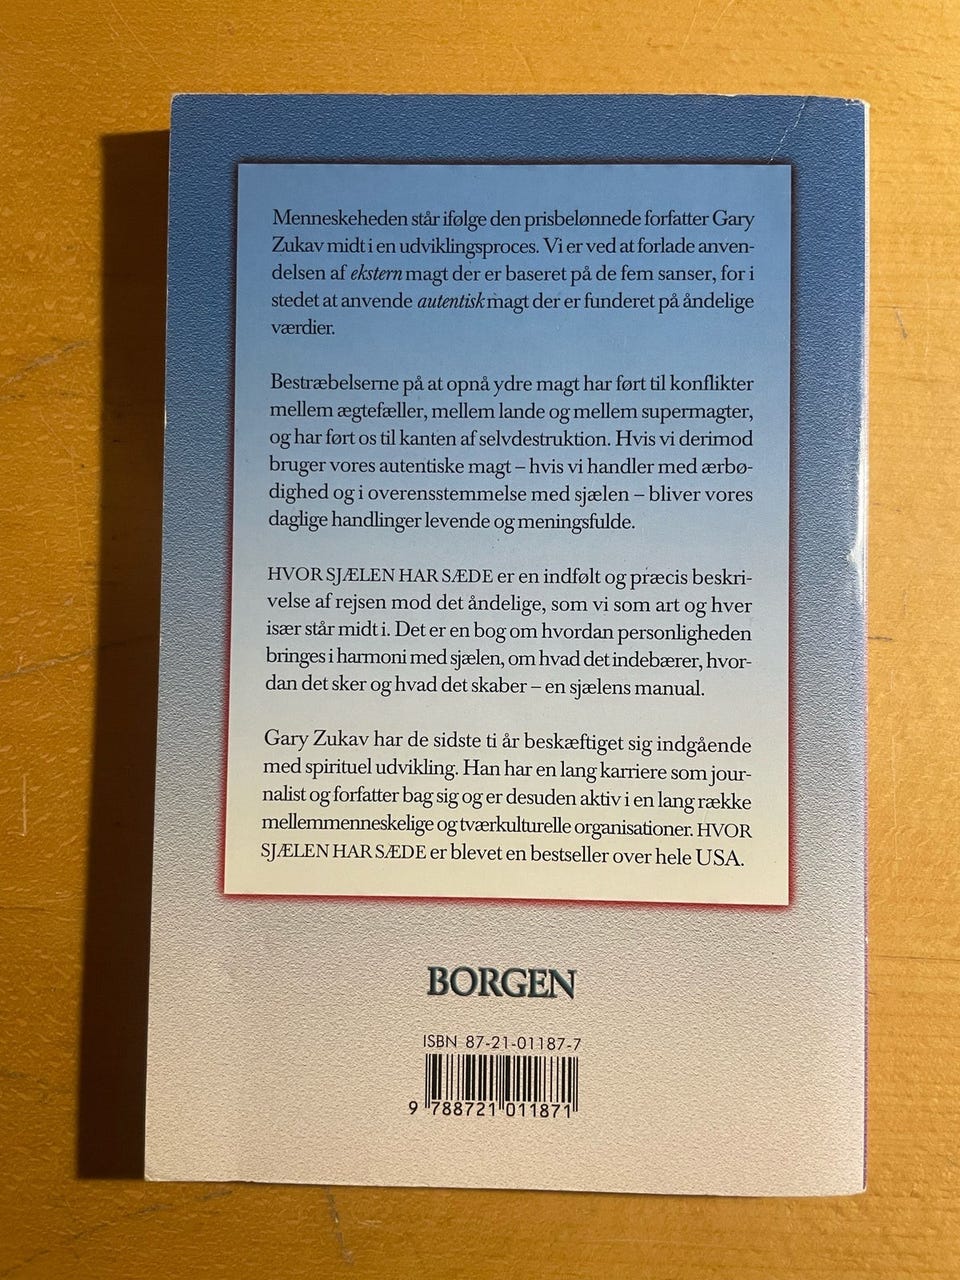 Menneskeheden står ifølge den prisbelønnede forfatter Gary
Zukav midt i en udviklingsproces. Vi er ved at forlade anven-
delsen af ekstern magt der er baseret på de fem sanser, for i
stedet at anvende autentisk magt der er funderet på åndelige
værdier.
Bestræbelserne på at opnå ydre magt har ført til konflikter
mellem ægtefæller, mellem lande og mellem supermagter,
og har ført os til kanten af selvdestruktion. Hvis vi derimod
bruger vores autentiske magt – hvis vi handler med ærbø-
dighed og i overensstemmelse med sjælen – bliver vores
daglige handlinger levende og meningsfulde.
HVOR SJÆLEN HAR SÆDE er en indfølt og præcis beskri-
velse af rejsen mod det åndelige, som vi som art og hver
især står midt i. Det er en bog om hvordan personligheden
bringes i harmoni med sjælen, om hvad det indebærer, hvor-
dan det sker og hvad det skaber – en sjælens manual.
Gary Zukav har de sidste ti år beskæftiget sig indgående
med spirituel udvikling. Han har en lang karriere som jour-
nalist og forfatter bag sig og er desuden aktiv i en lang række
mellemmenneskelige og tværkulturelle organisationer. HVOR
SJÆLEN HAR SÆDE er blevet en bestseller over hele USA.
BORGEN
ISBN 87-21-01187-7
9 788721 011871